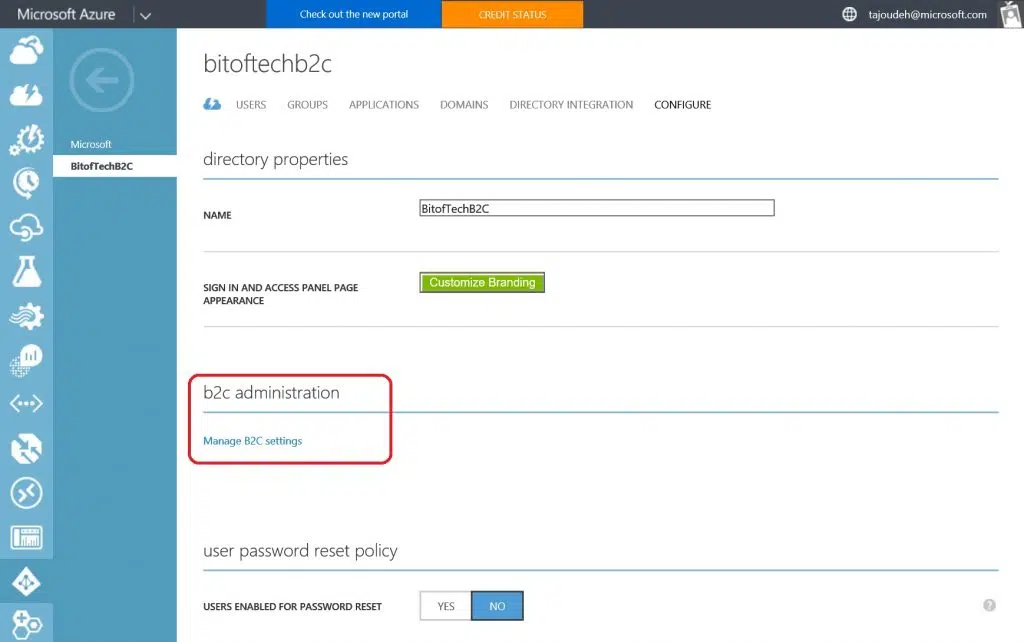 Microsoft Azure
Check out the new portal
CREDIT STATUS
tajoudeh@microsoft.com
Microsoft
BitofTechB2C
bitoftechb2c
USERS GROUPS APPLICATIONS DOMAINS DIRECTORY INTEGRATION CONFIGURE
directory properties
NAME
BitofTechB2C
SIGN IN AND ACCESS PANEL PAGE
APPEARANCE
Customize Branding
b2c administration
Manage B2C settings
user password reset policy
USERS ENABLED FOR PASSWORD RESET
YES NO
?